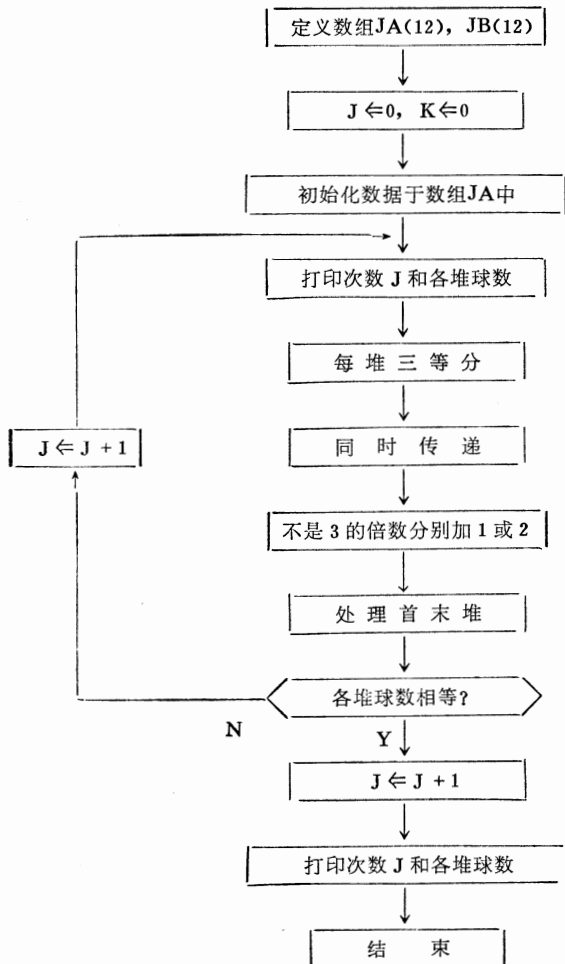 定义数组JA(12), JB(12)
J⇐0, K⇐0
初始化数据于数组JA中
打印次数 J 和各堆球数
每 堆 三 等 分
J ⇐ J + 1
同 时 传 递
不是 3 的倍数分别加 1 或 2
处 理 首 末 堆
各堆球数相等?
N
Y
J ⇐ J + 1
打印次数 J 和各堆球数
结 束